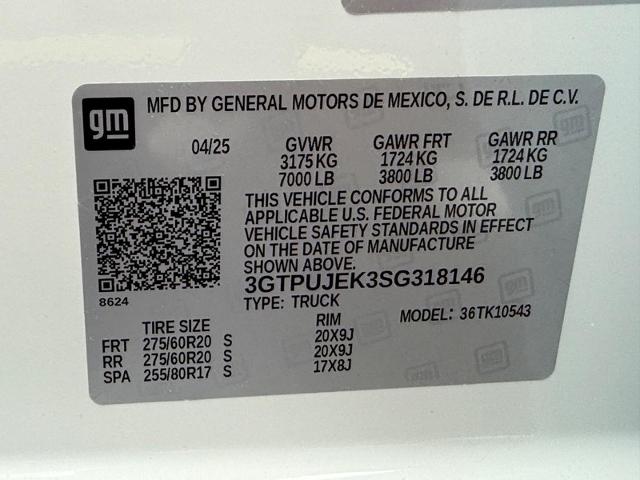 gm
MFD BY GENERAL MOTORS DE MEXICO, S. DE R.L. DE C.V.
04/25 GVWR GAWR FRT GAWR RR
3175 KG 1724 KG 1724 KG
7000 LB 3800 LB 3800 LB
THIS VEHICLE CONFORMS TO ALL
APPLICABLE U.S. FEDERAL MOTOR
VEHICLE SAFETY STANDARDS IN EFFECT
ON THE DATE OF MANUFACTURE
SHOWN ABOVE.
3GTPUJEK3SG318146
8624
TYPE: TRUCK
MODEL: 36TK10543
TIRE SIZE RIM
FRT 275/60R20 S 20X9J
RR 275/60R20 S 20X9J
SPA 255/80R17 S 17X8J